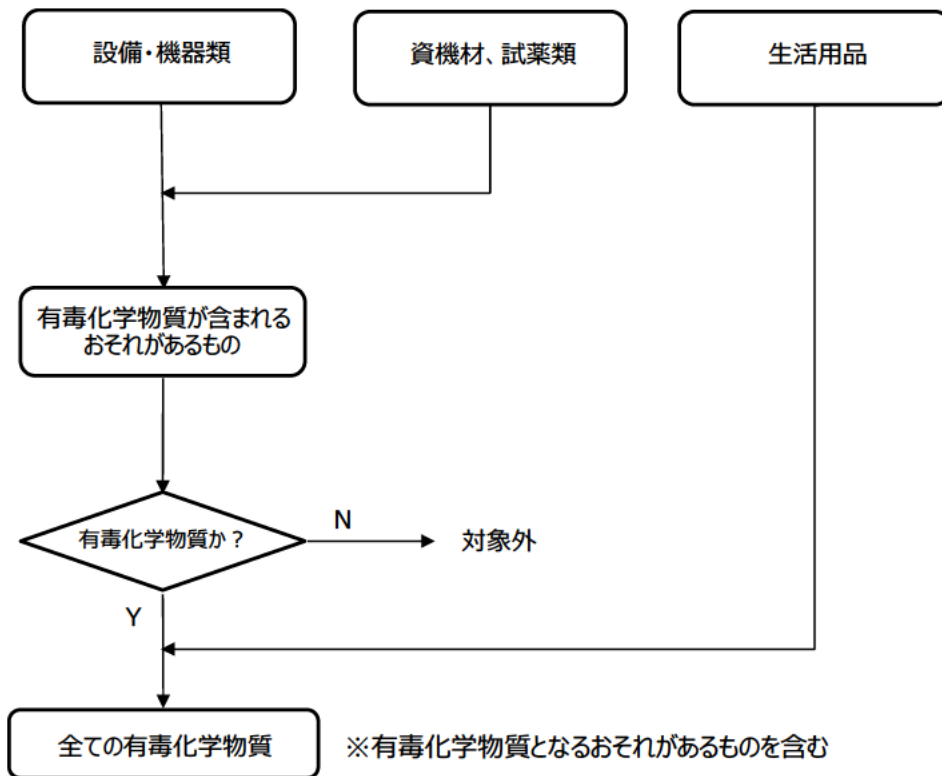 設備・機器類
資機材、試薬類
生活用品
有毒化学物質が含まれる
おそれがあるもの
有毒化学物質か？
N
対象外
Y
全ての有毒化学物質
※有毒化学物質となるおそれがあるものを含む